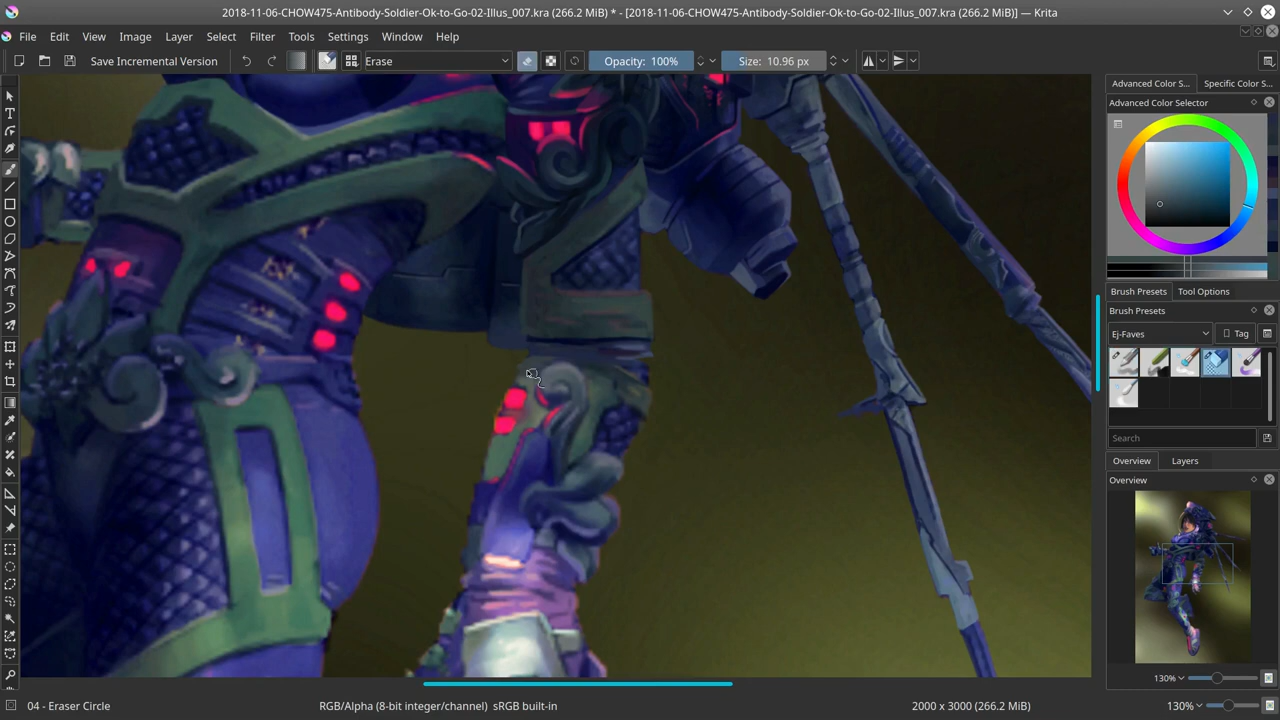 2018-11-06-CHOW475-Antibody-Soldier-Ok-to-Go-02-Illus_007.kra (266.2 MiB) * - [2018-11-06-CHOW475-Antibody-Soldier-Ok-to-Go-02-Illus_007.kra (266.2 MiB)] — Krita
File Edit View Image Layer Select Filter Tools Settings Window Help
Save Incremental Version Erase Opacity: 100% Size: 10.96 px
Advanced Color S... Specific Color S...
Advanced Color Selector
Brush Presets Tool Options
Brush Presets
Ej-Faves Tag
Search
Overview Layers
Overview
130%
04 - Eraser Circle RGB/Alpha (8-bit integer/channel) sRGB built-in 2000 x 3000 (266.2 MiB) 130%